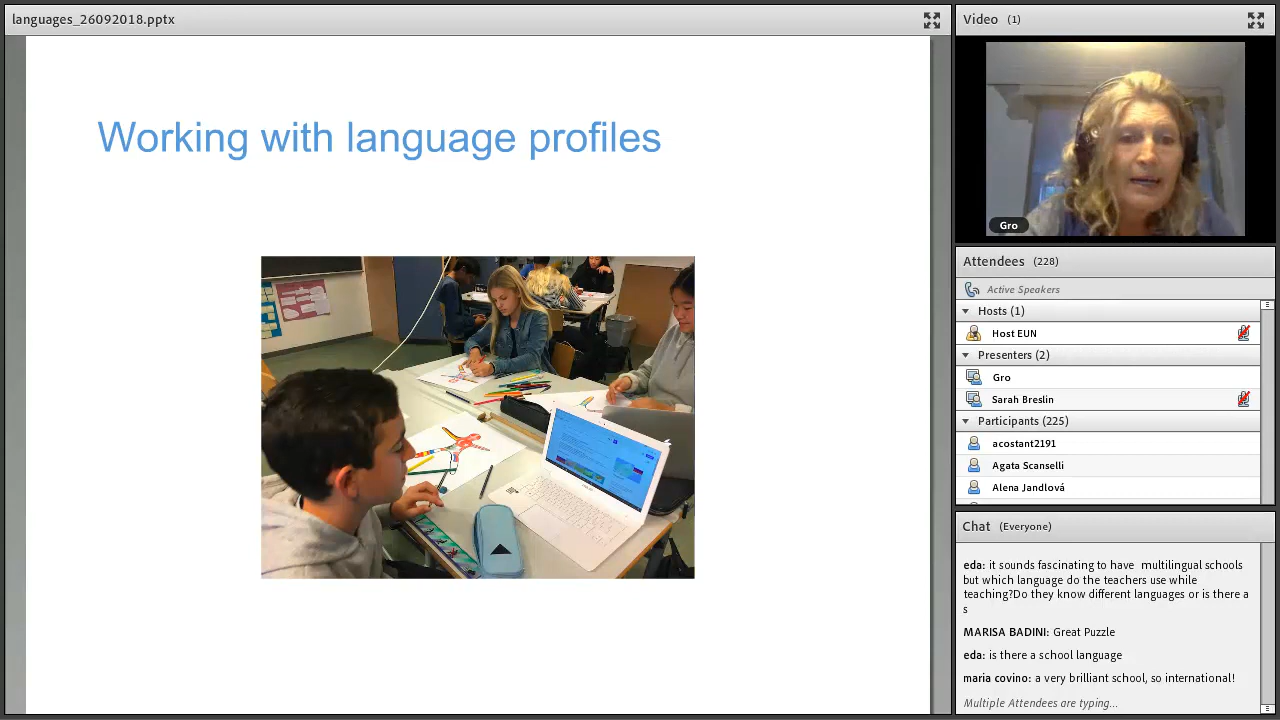 languages_26092018.pptx
Working with language profiles
Video (1)
Gro
Attendees (228)
Active Speakers
Hosts (1)
Host EUN
Presenters (2)
Gro
Sarah Breslin
Participants (225)
acostant2191
Agata Scanselli
Alena Jandlová
Chat (Everyone)
eda: it sounds fascinating to have multilingual schools
but which language do the teachers use while
teaching?Do they know different languages or is there a
s
MARISA BADINI: Great Puzzle
eda: is there a school language
maria covino: a very brilliant school, so international!
Multiple Attendees are typing...